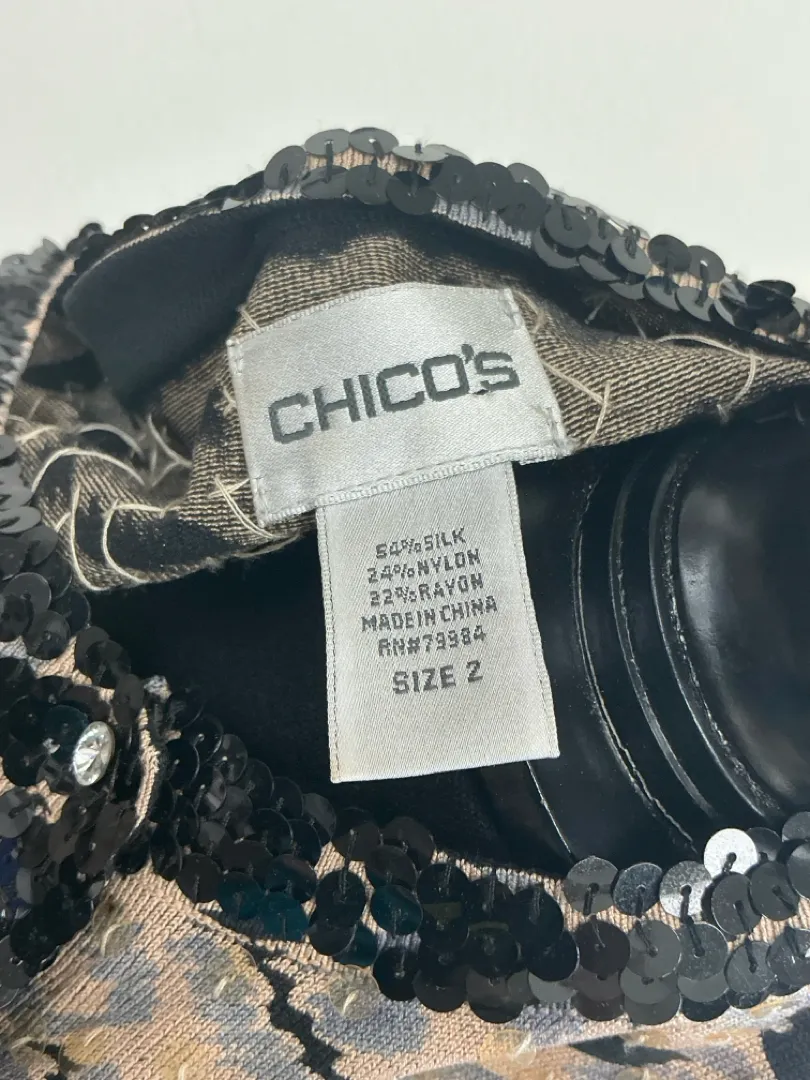 CHICO'S
54% SILK
24% NYLON
22% RAYON
MADE IN CHINA
RN#79984
SIZE 2